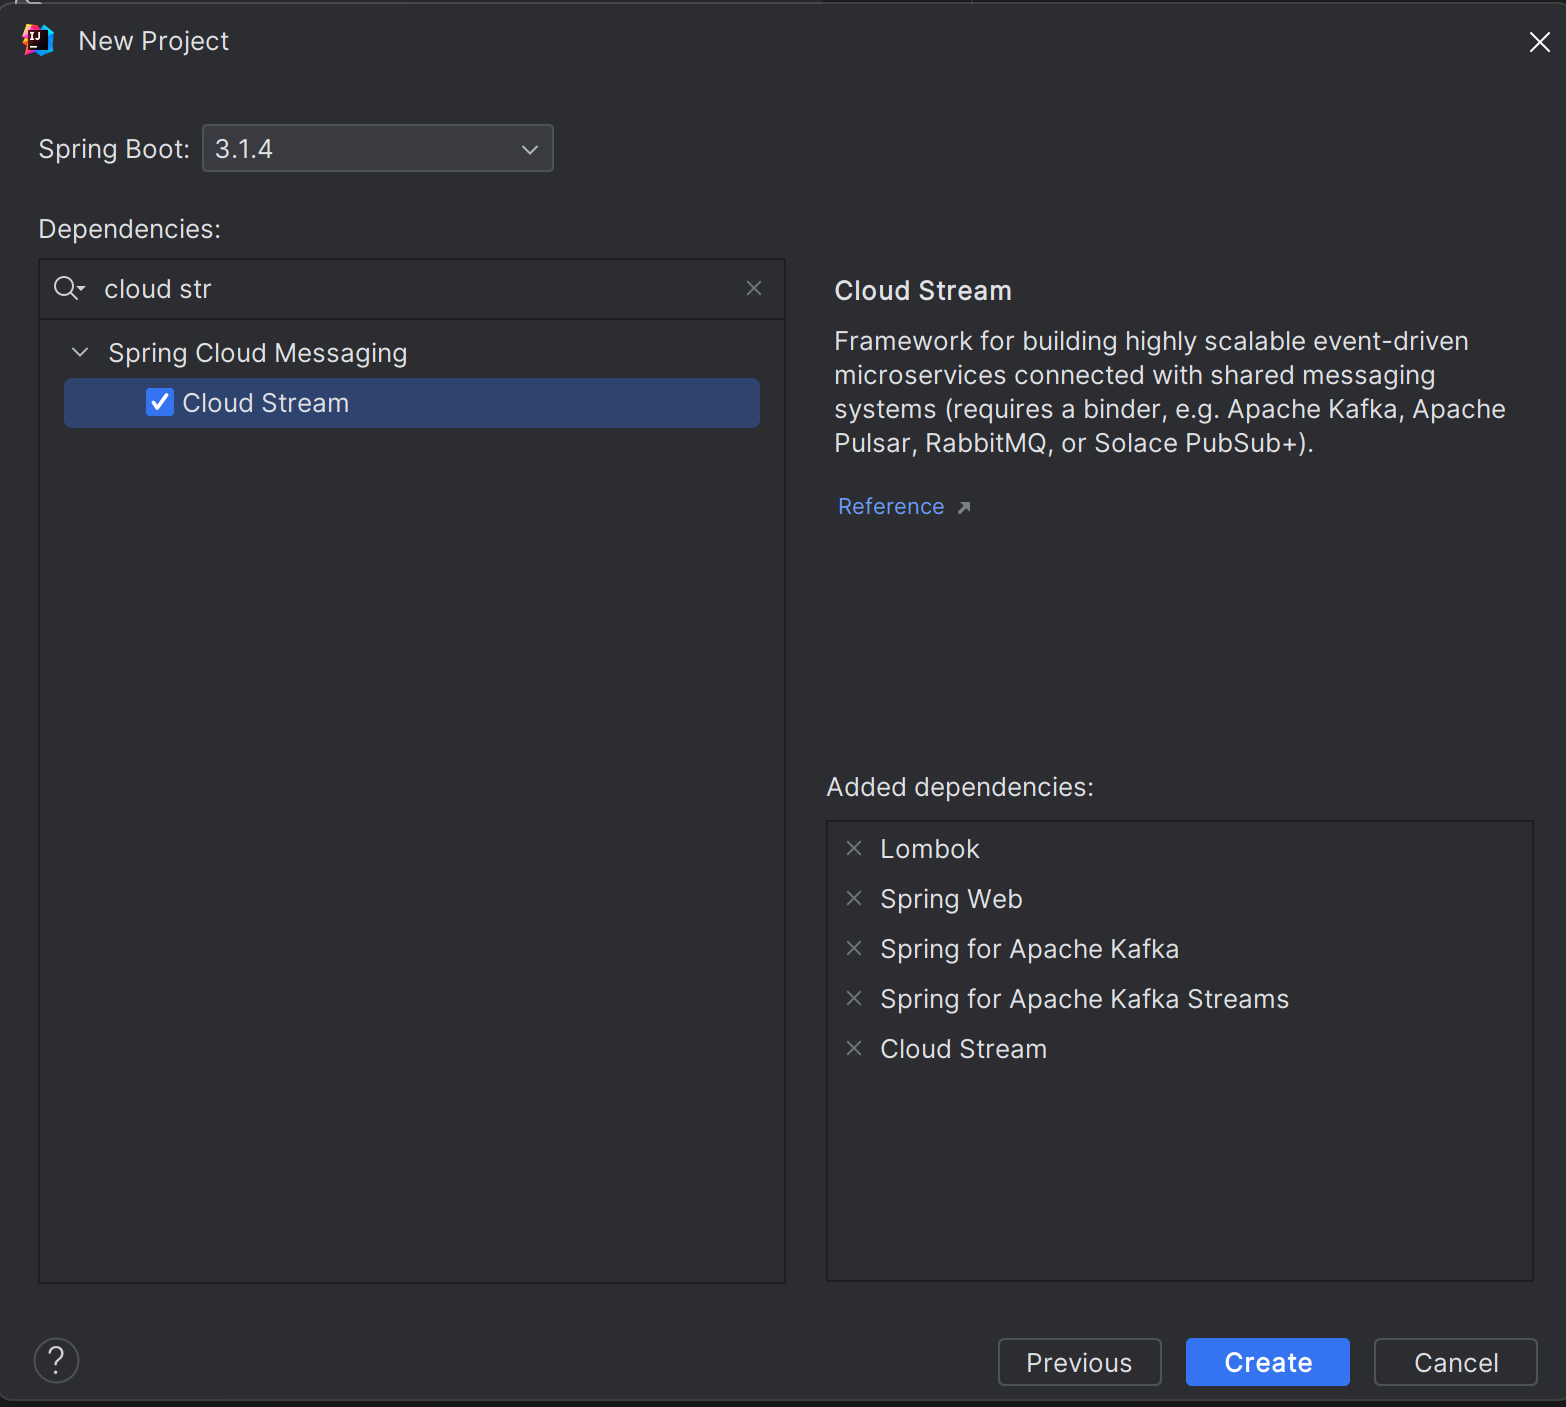 New Project
Spring Boot: 3.1.4
Dependencies:
cloud str
Spring Cloud Messaging
Cloud Stream
Cloud Stream
Framework for building highly scalable event-driven
microservices connected with shared messaging
systems (requires a binder, e.g. Apache Kafka, Apache
Pulsar, RabbitMQ, or Solace PubSub+).
Reference
Added dependencies:
Lombok
Spring Web
Spring for Apache Kafka
Spring for Apache Kafka Streams
Cloud Stream
?
Previous
Create
Cancel